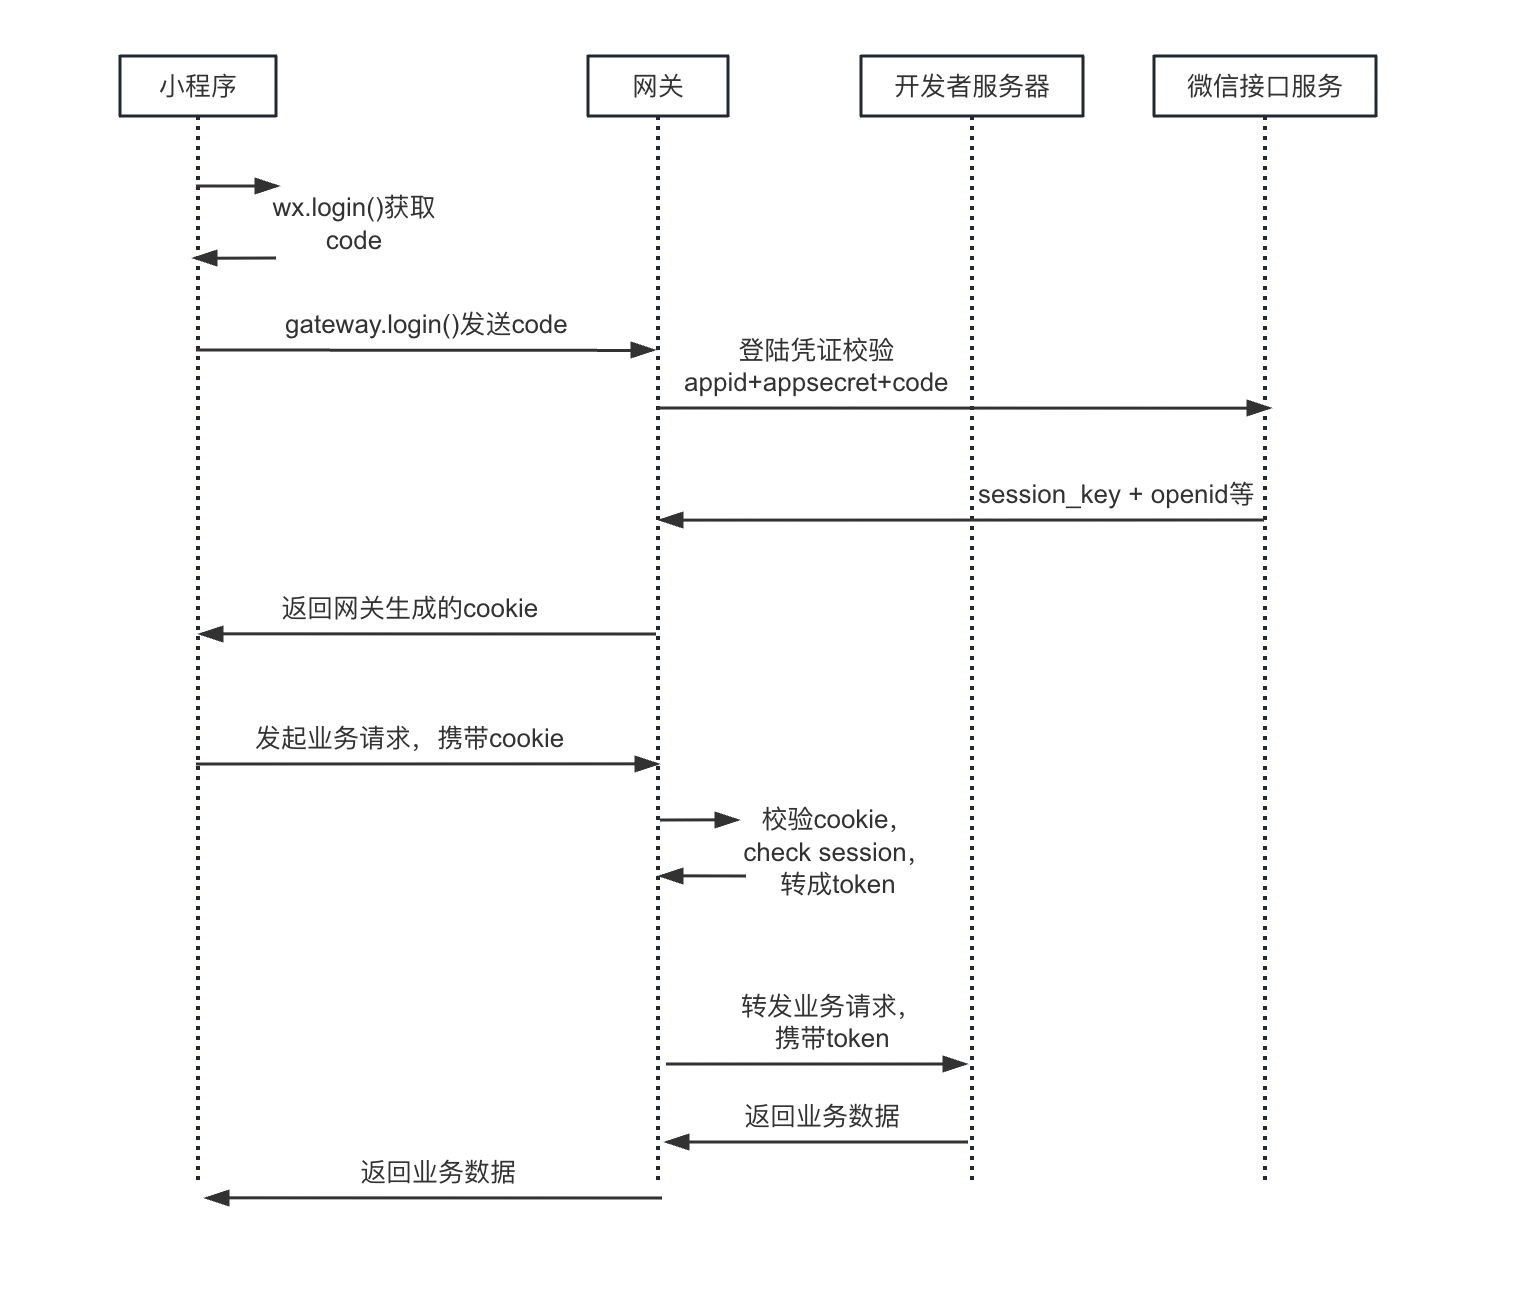 小程序
网关
开发者服务器
微信接口服务
wx.login()获取
code
gateway.login()发送code
登陆凭证校验
appid+appsecret+code
session_key + openid等
返回网关生成的cookie
发起业务请求，携带cookie
校验cookie，
check session，
转成token
转发业务请求，
携带token
返回业务数据
返回业务数据